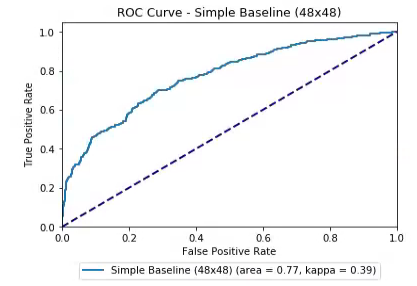 ROC Curve - Simple Baseline (48x48)
1.0
0.8
0.6
0.4
0.2
0.0
True Positive Rate
0.0 0.2 0.4 0.6 0.8 1.0
False Positive Rate
Simple Baseline (48x48) (area = 0.77, kappa = 0.39)